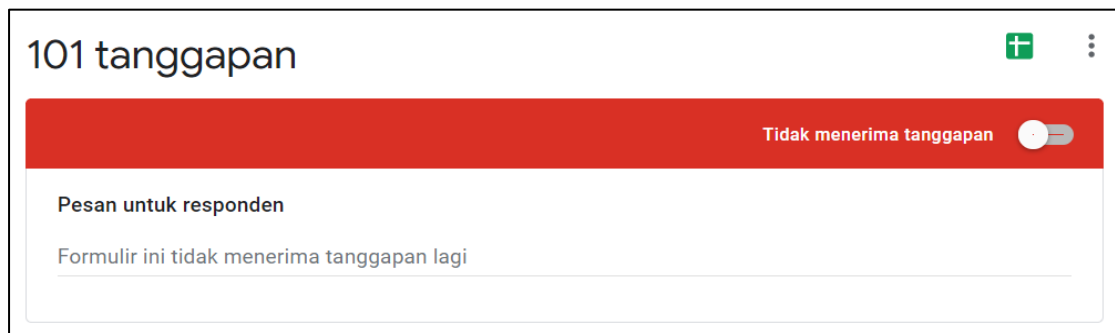 101 tanggapan
Tidak menerima tanggapan
Pesan untuk responden
Formulir ini tidak menerima tanggapan lagi